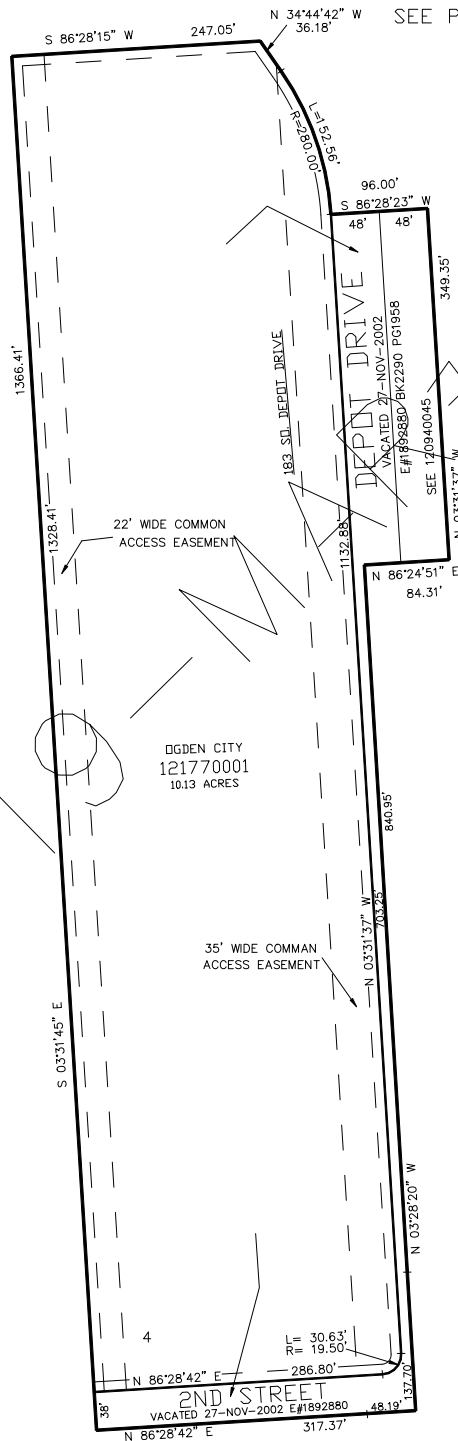 SEE P
N 34°44'42" W
36.18'
S 86°28'15" W
247.05'
L=152.56'
R=280.00'
96.00'
S 86°28'23" W
48'
48'
349.35'
1366.41'
DEPOT DRIVE
VACATED 27-NOV-2002
E#1892880 BK2290 PG1958
SEE 120940045
N 03°31'37" W
183 SO. DEPOT DRIVE
1328.41'
22' WIDE COMMON
ACCESS EASEMENT
1132.88'
N 86°24'51" E
84.31'
OGDEN CITY
121770001
10.13 ACRES
840.95'
703.25'
N 03°31'37" W
35' WIDE COMMAN
ACCESS EASEMENT
S 03°31'45" E
N 03°28'20" W
4
L= 30.63'
R= 19.50'
N 86°28'42" E
286.80'
137.70'
38'
2ND STREET
VACATED 27-NOV-2002 E#1892880
48.19'
N 86°28'42" E
317.37'